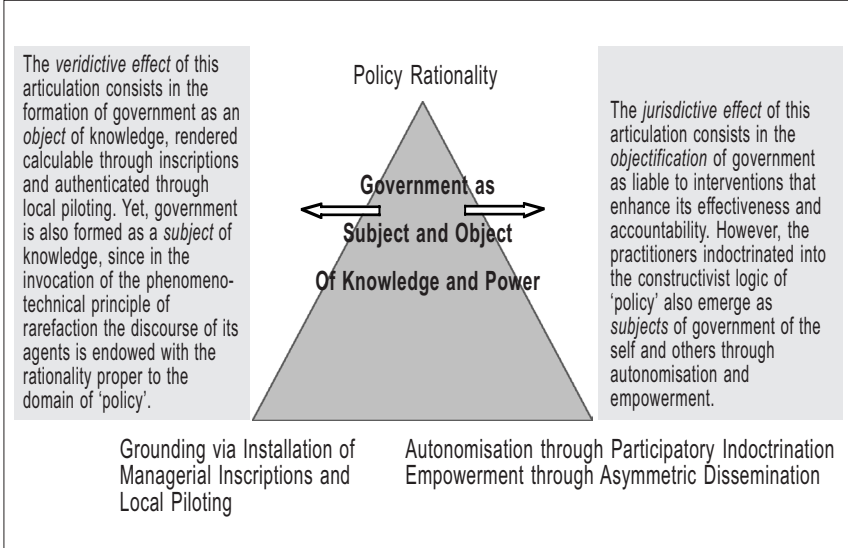 The veridictive effect of this
articulation consists in the
formation of government as an
object of knowledge, rendered
calculable through inscriptions
and authenticated through
local piloting. Yet, government
is also formed as a subject of
knowledge, since in the
invocation of the phenomeno-
technical principle of
rarefaction the discourse of its
agents is endowed with the
rationality proper to the
domain of ‘policy’.
Policy Rationality
Government as
Subject and Object
Of Knowledge and Power
The jurisdictive effect of this
articulation consists in the
objectification of government
as liable to interventions that
enhance its effectiveness and
accountability. However, the
practitioners indoctrinated into
the constructivist logic of
‘policy’ also emerge as
subjects of government of the
self and others through
autonomisation and
empowerment.
Grounding via Installation of
Managerial Inscriptions and
Local Piloting
Autonomisation through Participatory Indoctrination
Empowerment through Asymmetric Dissemination